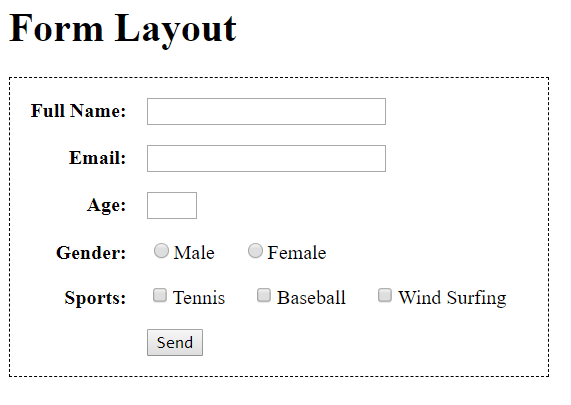 Form Layout
Full Name:
Email:
Age:
Gender: Male Female
Sports: Tennis Baseball Wind Surfing
Send